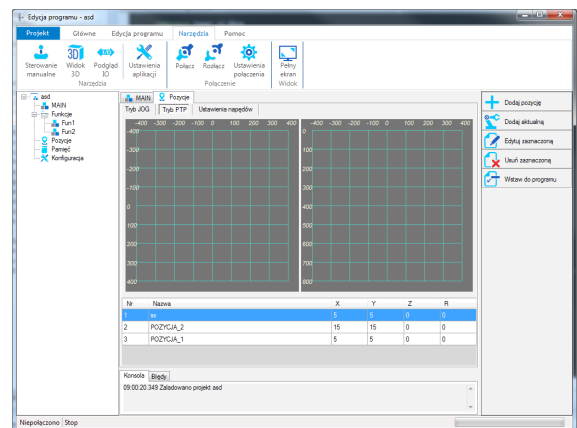 Edycja programu - asd
Projekt Główne Edycja programu Narzędzia Pomoc
Sterowanie manualne
Widok 3D
Podgląd IO
Ustawienia aplikacji
Połącz
Rozłącz
Ustawienia połączenia
Pełny ekran
Narzędzia Połączenie Widok
asd
MAIN
Funkcje
Fun1
Fun2
Pozycje
Pamięć
Konfiguracja
MAIN Pozycje
Tryb JOG Tryb PTP Ustawienia napędów
-400 -300 -200 -100 0 100 200 300 400
-400
-300
-200
-100
0
100
200
300
400
-400 -300 -200 -100 0 100 200 300 400
0
100
200
300
400
500
600
700
800
Nr Nazwa X Y Z R
1 ss 5 5 0 0
2 POZYCJA_2 15 15 0 0
3 POZYCJA_1 5 5 0 0
Konsola Błędy
09:00:20.349 Załadowano projekt asd
Dodaj pozycję
Dodaj aktualną
Edytuj zaznaczoną
Usuń zaznaczoną
Wstaw do programu
Niepołączono Stop